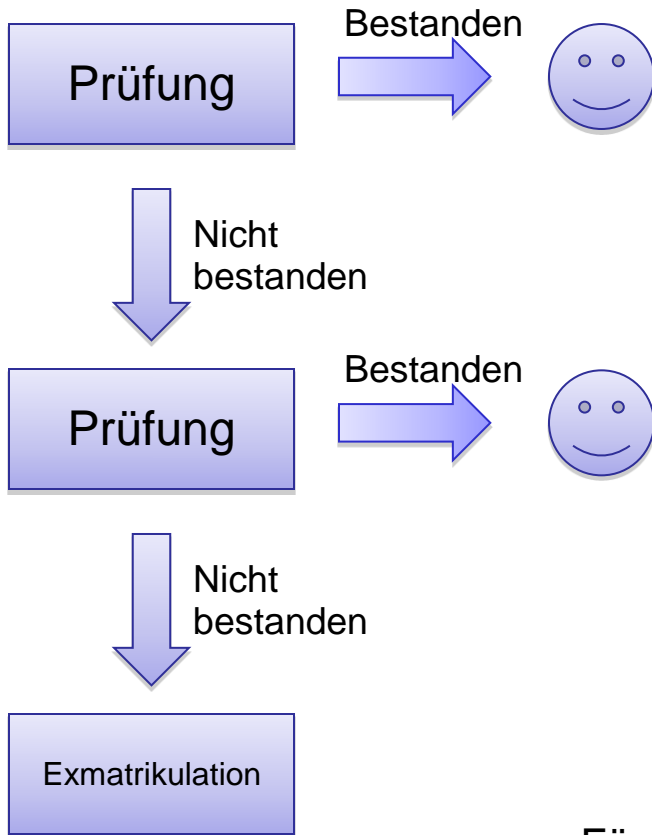 Bestanden
Prüfung
Nicht
bestanden
Bestanden
Prüfung
Nicht
bestanden
Exmatrikulation